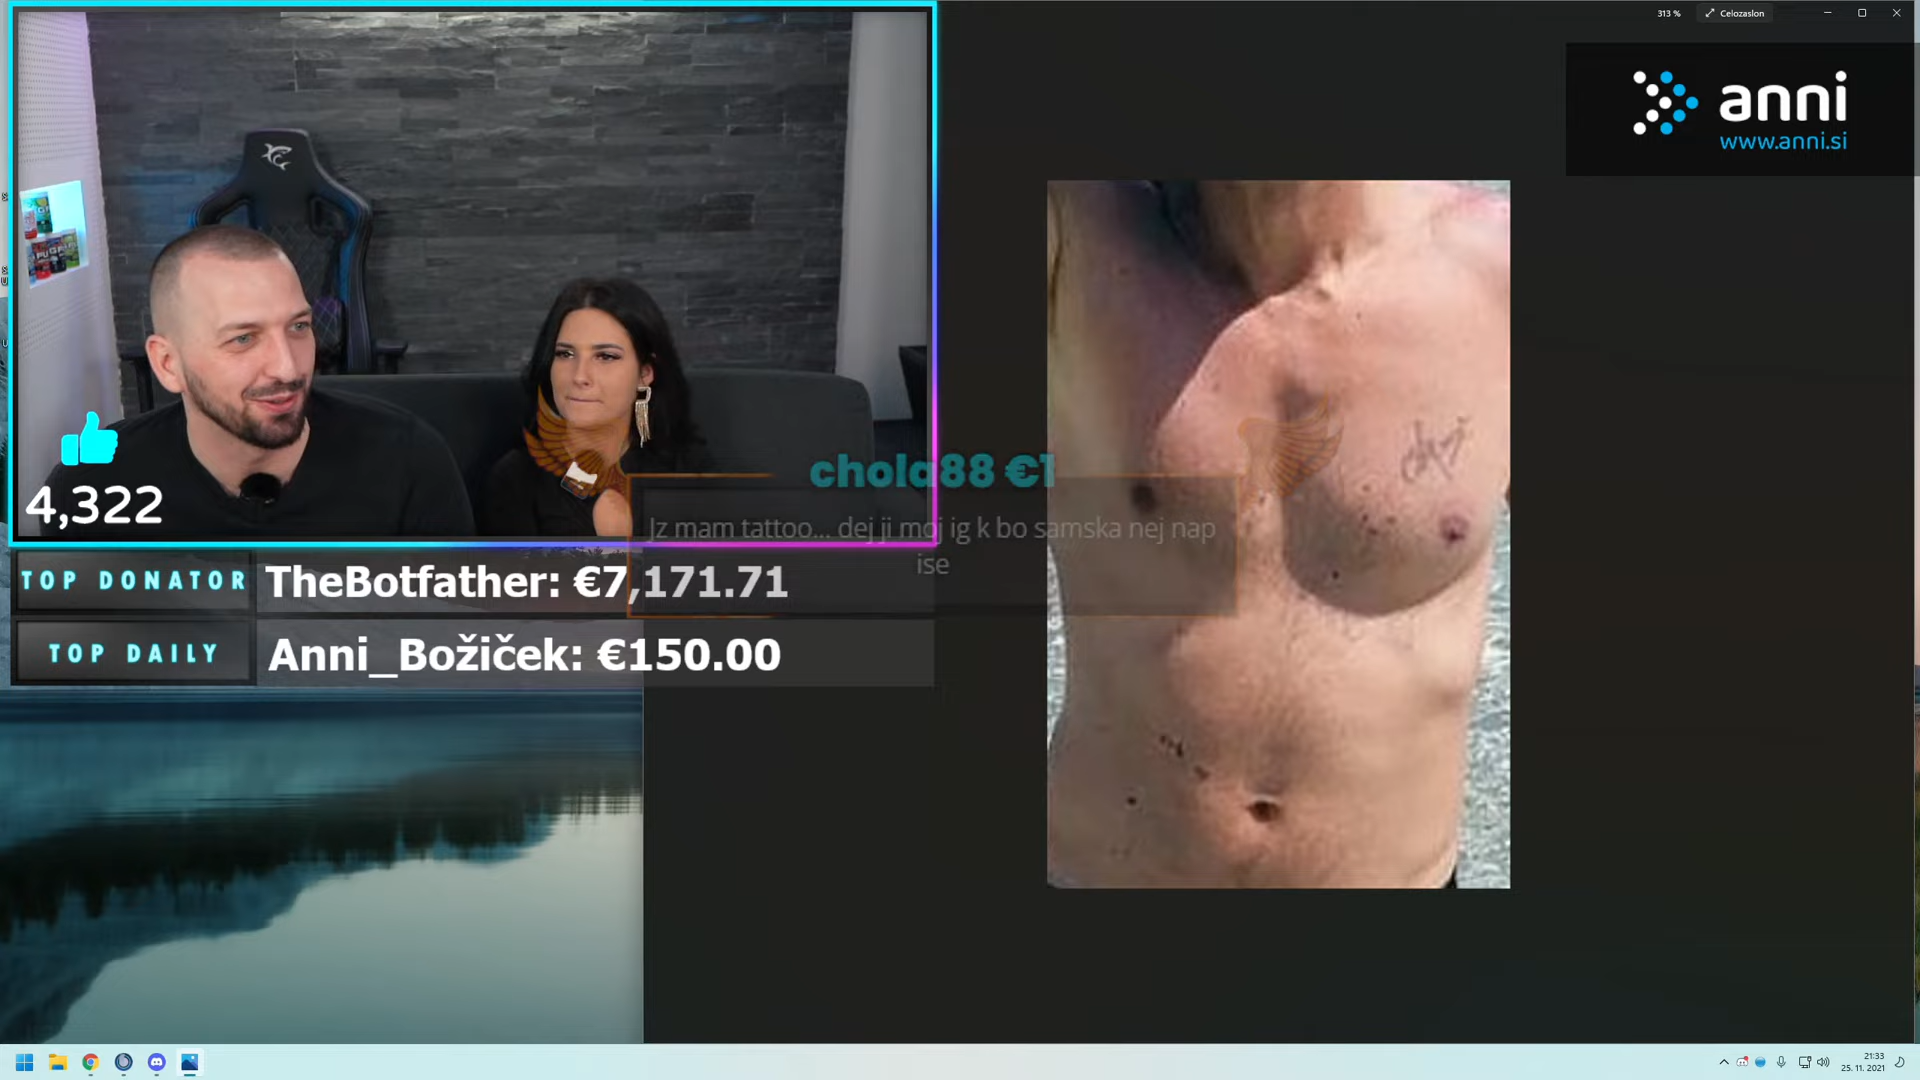 313 %
Celozaslon
anni
www.anni.si
4,322
chola88 €1
Jz mam tattoo... dej ji moj ig k bo samska nej nap
ise
TOP DONATOR
TheBotfather: €7,171.71
TOP DAILY
Anni_Božiček: €150.00
21:33
25. 11. 2021